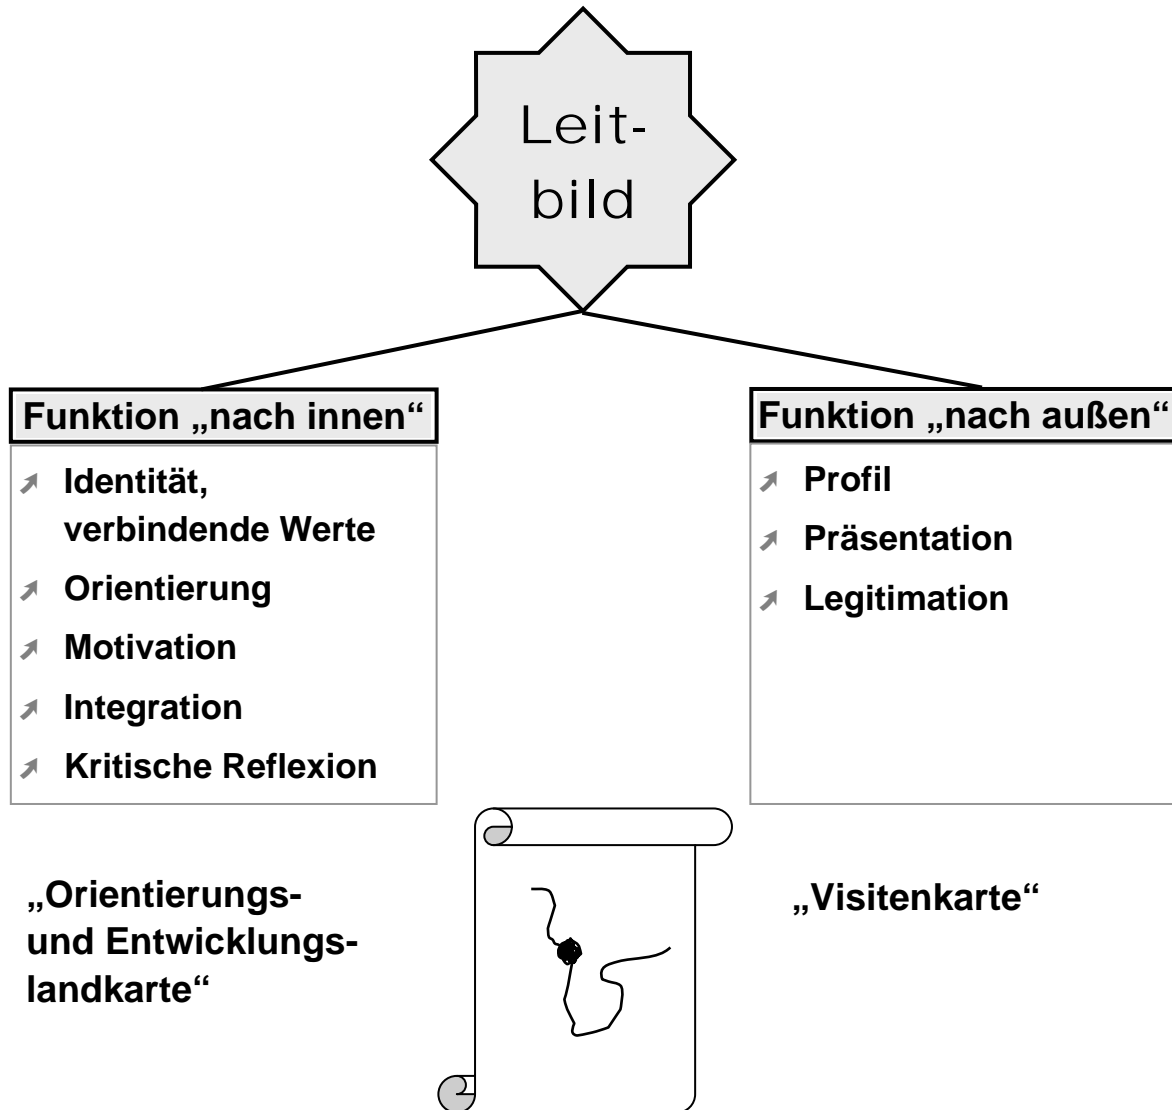 Leit-
bild
Funktion „nach innen“
Identität,
verbindende Werte
Orientierung
Motivation
Integration
Kritische Reflexion
Funktion „nach außen“
Profil
Präsentation
Legitimation
„Orientierungs-
und Entwicklungs-
landkarte“
„Visitenkarte“